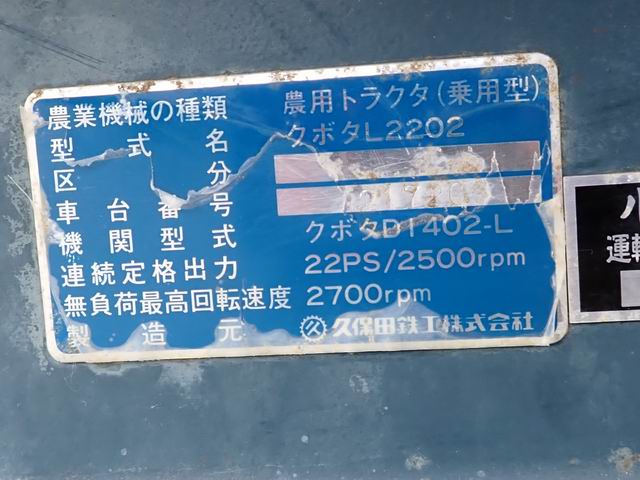 農業機械の種類 農用トラクタ(乗用型)
型式名 クボタL2202
区分
車台番号
機関型式 クボタD1402-L
連続定格出力 22PS/2500rpm
無負荷最高回転速度 2700rpm
製造元 久保田鉄工株式会社
運転